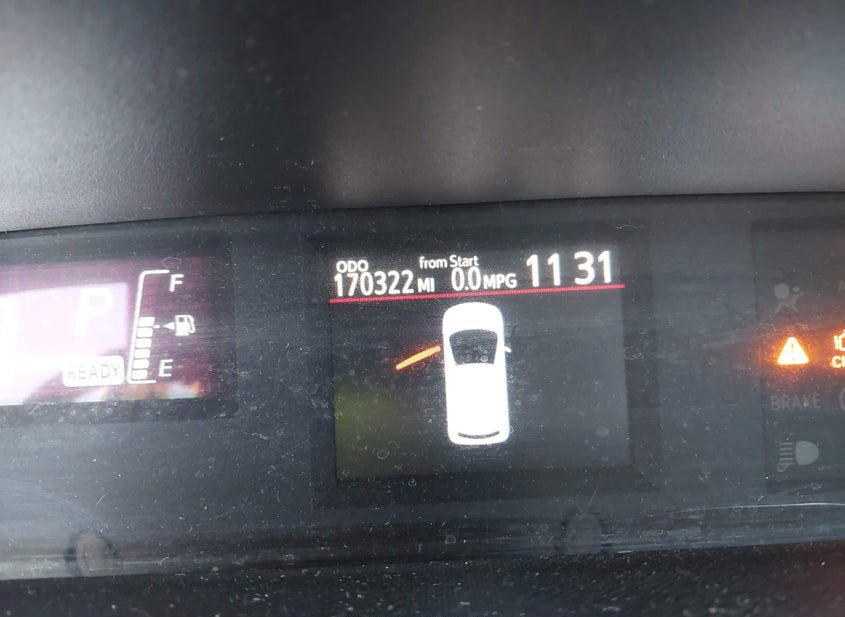 F
P
READY
E
ODO
170322 MI
from Start
0.0 MPG
11 31
BRAKE